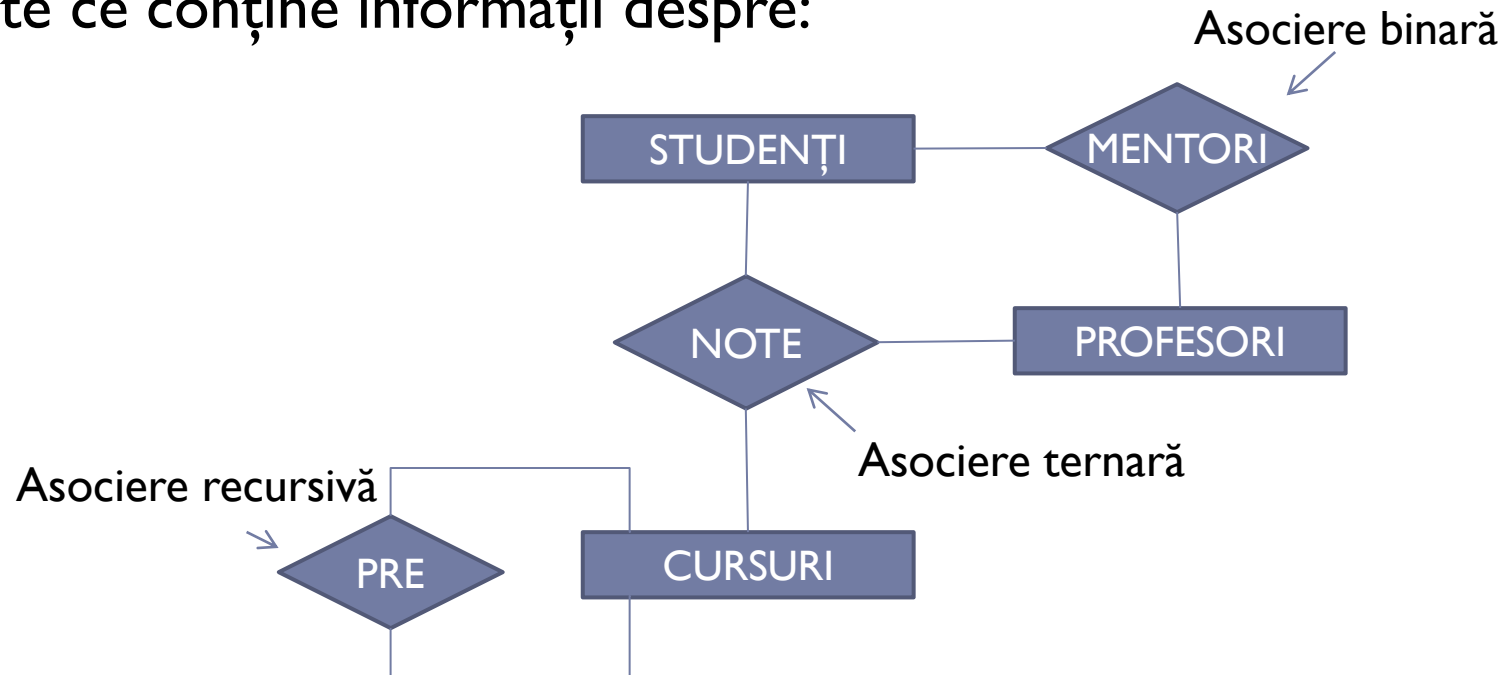 te ce conține informații despre:
Asociere binară
STUDENȚI
MENTORI
NOTE
PROFESORI
Asociere ternară
Asociere recursivă
PRE
CURSURI